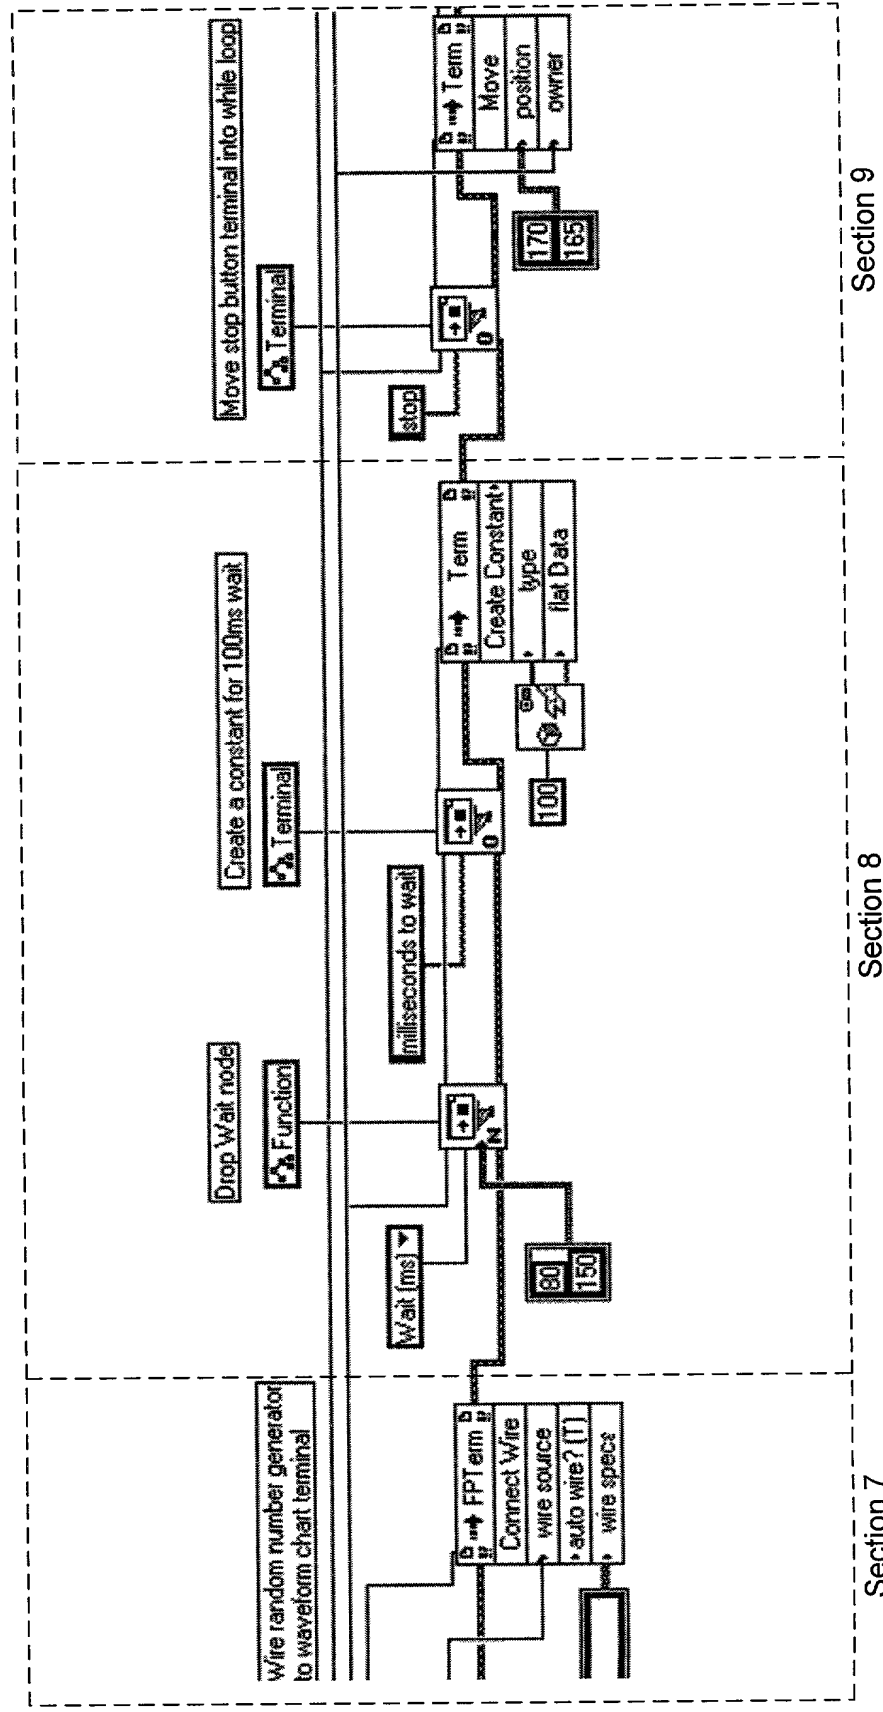 Wire random number generator
to waveform chart terminal
FPTerm
Connect Wire
wire source
auto wire? (T)
wire specs
Section 7
Drop Wait node
Function
Wait (ms)
80
150
N
Create a constant for 100ms wait
Terminal
milliseconds to wait
O
100
Term
Create Constant
type
flat Data
Section 8
Move stop button terminal into while loop
Terminal
stop
O
170
165
Term
Move
position
owner
Section 9